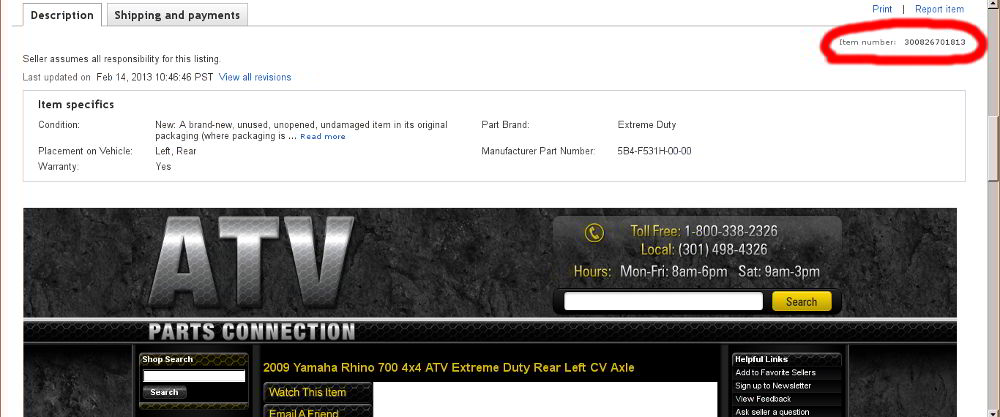 Print | Report item
Description Shipping and payments
Item number: 300826701813
Seller assumes all responsibility for this listing.
Last updated on Feb 14, 2013 10:46:46 PST View all revisions
Item specifics
Condition: New: A brand-new, unused, unopened, undamaged item in its original packaging (where packaging is ... Read more
Part Brand: Extreme Duty
Placement on Vehicle: Left, Rear
Manufacturer Part Number: 5B4-F531H-00-00
Warranty: Yes
ATV
PARTS CONNECTION
Toll Free: 1-800-338-2326
Local: (301) 498-4326
Hours: Mon-Fri: 8am-6pm Sat: 9am-3pm
Search
Shop Search
Search
2009 Yamaha Rhino 700 4x4 ATV Extreme Duty Rear Left CV Axle
Watch This Item
Email A Friend
Helpful Links
Add to Favorite Sellers
Sign up to Newsletter
View Feedback
Ask seller a question